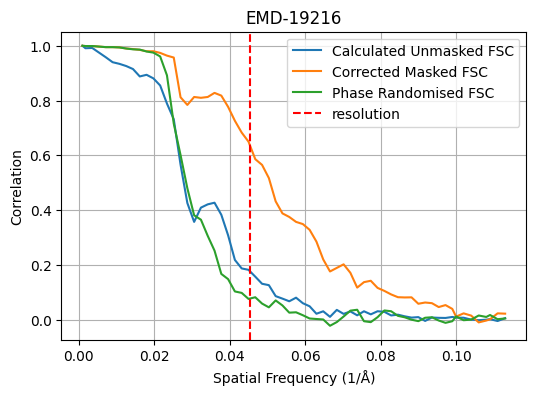 EMD-19216
Calculated Unmasked FSC
Corrected Masked FSC
Phase Randomised FSC
resolution
Correlation
1.0
0.8
0.6
0.4
0.2
0.0
0.00 0.02 0.04 0.06 0.08 0.10
Spatial Frequency (1/Å)